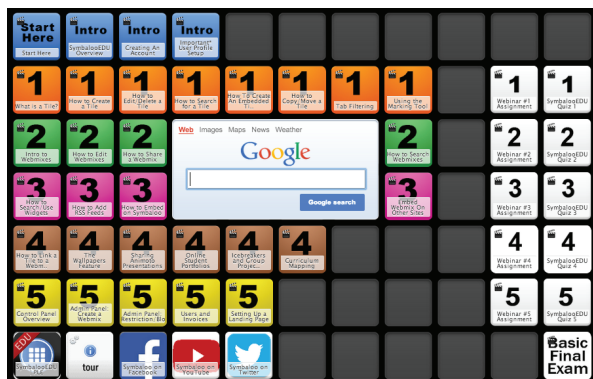 Start Here
Start Here
Intro
SymbalooEDU Overview
Intro
Creating An Account
Intro
Important* User Profile Setup
1
What is a Tile?
1
How to Create a Tile
1
How to Edit/Delete a Tile
1
How to Search for a Tile
1
How To Create An Embedded Ti...
1
How to Copy/Move a Tile
1
Tab Filtering
1
Using the Marking Tool
1
Webinar #1 Assignment
1
SymbalooEDU Quiz 1
2
Intro to Webmixes
2
How to Edit Webmixes
2
How to Share a Webmix
Web Images Maps News Weather
Google
Google search
2
How to Search Webmixes
2
Webinar #2 Assignment
2
SymbalooEDU Quiz 2
3
How to Search/Use Widgets
3
How to Add RSS Feeds
3
How to Embed on Symbaloo
3
Embed Webmix On Other Sites
3
Webinar #3 Assignment
3
SymbalooEDU Quiz 3
4
How to Link a Tile to a Webm...
4
The Wallpapers Feature
4
Sharing Animoto Presentations
4
Online Student Portfolios
4
Icebreakers and Group Projec...
4
Curriculum Mapping
4
Webinar #4 Assignment
4
SymbalooEDU Quiz 4
5
Control Panel Overview
5
Admin Panel: Create a Webmix
5
Admin Panel: Restriction/Blo
5
Users and Invoices
5
Setting Up a Landing Page
5
Webinar #5 Assignment
5
SymbalooEDU Quiz 5
EDU
SymbalooEDU PLC
tour
Symbaloo on Facebook
Symbaloo on YouTube
Symbaloo on Twitter
Basic Final Exam